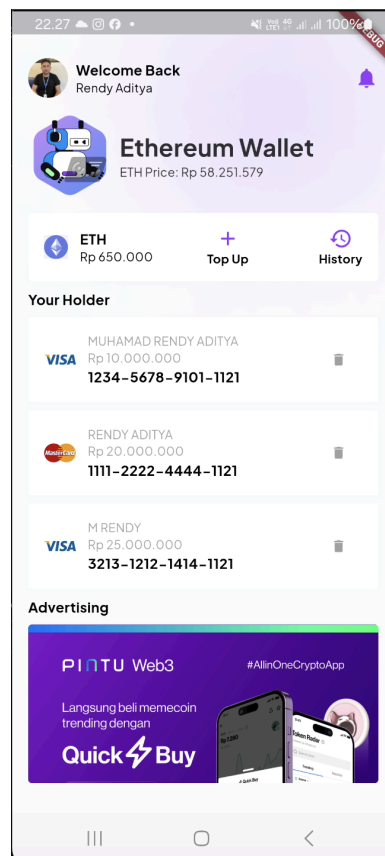 22.27
100%
BUG
Welcome Back
Rendy Aditya
Ethereum Wallet
ETH Price: Rp 58.251.579
ETH
Rp 650.000
Top Up
History
Your Holder
MUHAMAD RENDY ADITYA
VISA
Rp 10.000.000
1234-5678-9101-1121
RENDY ADITYA
MasterCard
Rp 20.000.000
1111-2222-4444-1121
M RENDY
VISA
Rp 25.000.000
3213-1212-1414-1121
Advertising
PINTU Web3
#AllinOneCryptoApp
Langsung beli memecoin
trending dengan
Quick Buy
Token Radar
Quick Buy